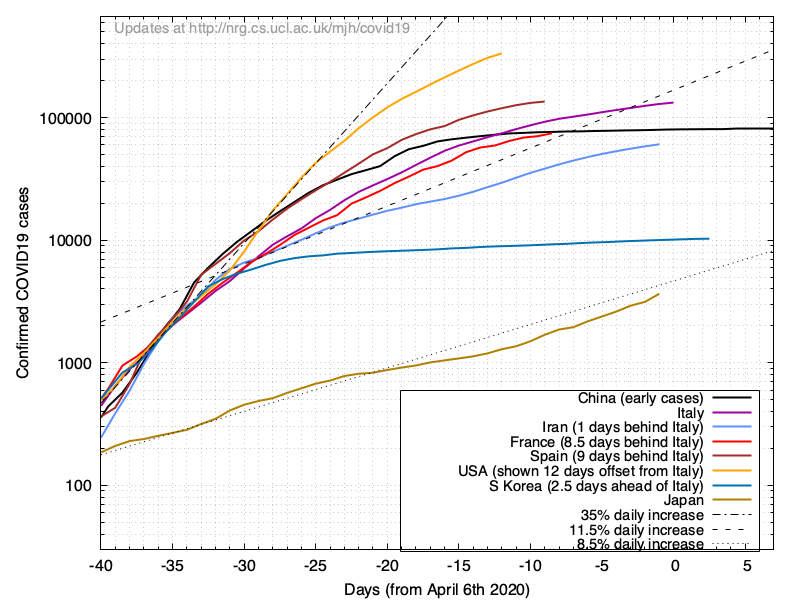 Updates at http://nrg.cs.ucl.ac.uk/mjh/covid19
100000
10000
1000
100
Confirmed COVID19 cases
China (early cases)
Italy
Iran (1 days behind Italy)
France (8.5 days behind Italy)
Spain (9 days behind Italy)
USA (shown 12 days offset from Italy)
S Korea (2.5 days ahead of Italy)
Japan
35% daily increase
11.5% daily increase
8.5% daily increase
-40 -35 -30 -25 -20 -15 -10 -5 0 5
Days (from April 6th 2020)